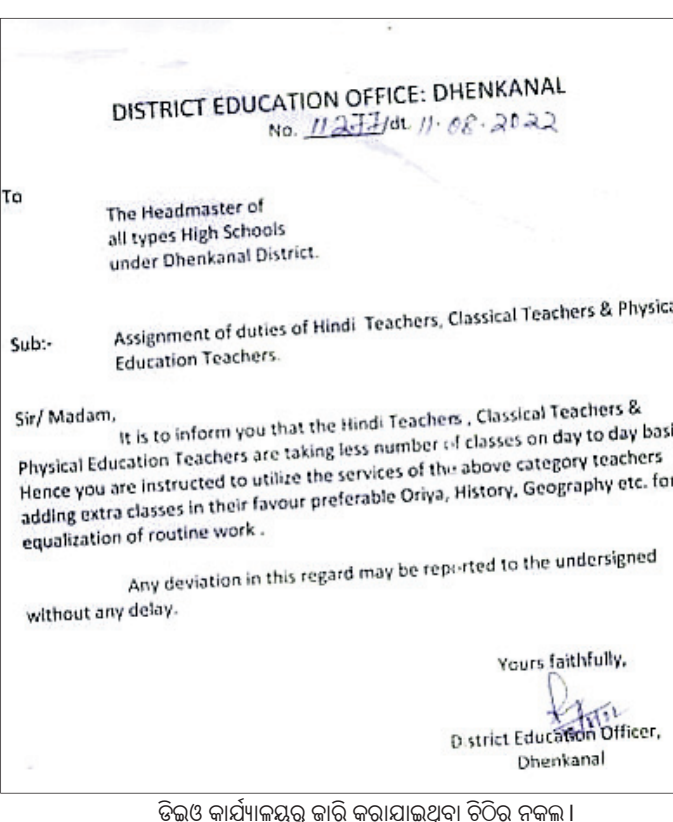 DISTRICT EDUCATION OFFICE: DHENKANAL
No. 11277/dt. 11.08.2022
To
The Headmaster of
all types High Schools
under Dhenkanal District.
Sub:- Assignment of duties of Hindi Teachers, Classical Teachers & Physica
Education Teachers.
Sir/ Madam,
It is to inform you that the Hindi Teachers , Classical Teachers &
Physical Education Teachers are taking less number of classes on day to day basi
Hence you are instructed to utilize the services of the above category teachers
adding extra classes in their favour preferable Oriya, History, Geography etc. for
equalization of routine work .
Any deviation in this regard may be reported to the undersigned
without any delay.
Yours faithfully,
District Education Officer,
Dhenkanal
ଡିଇଓ କାର୍ଯ୍ୟାଳୟରୁ ଜାରି କରାଯାଇଥିବା ଚିଠିର ନକଲ ।